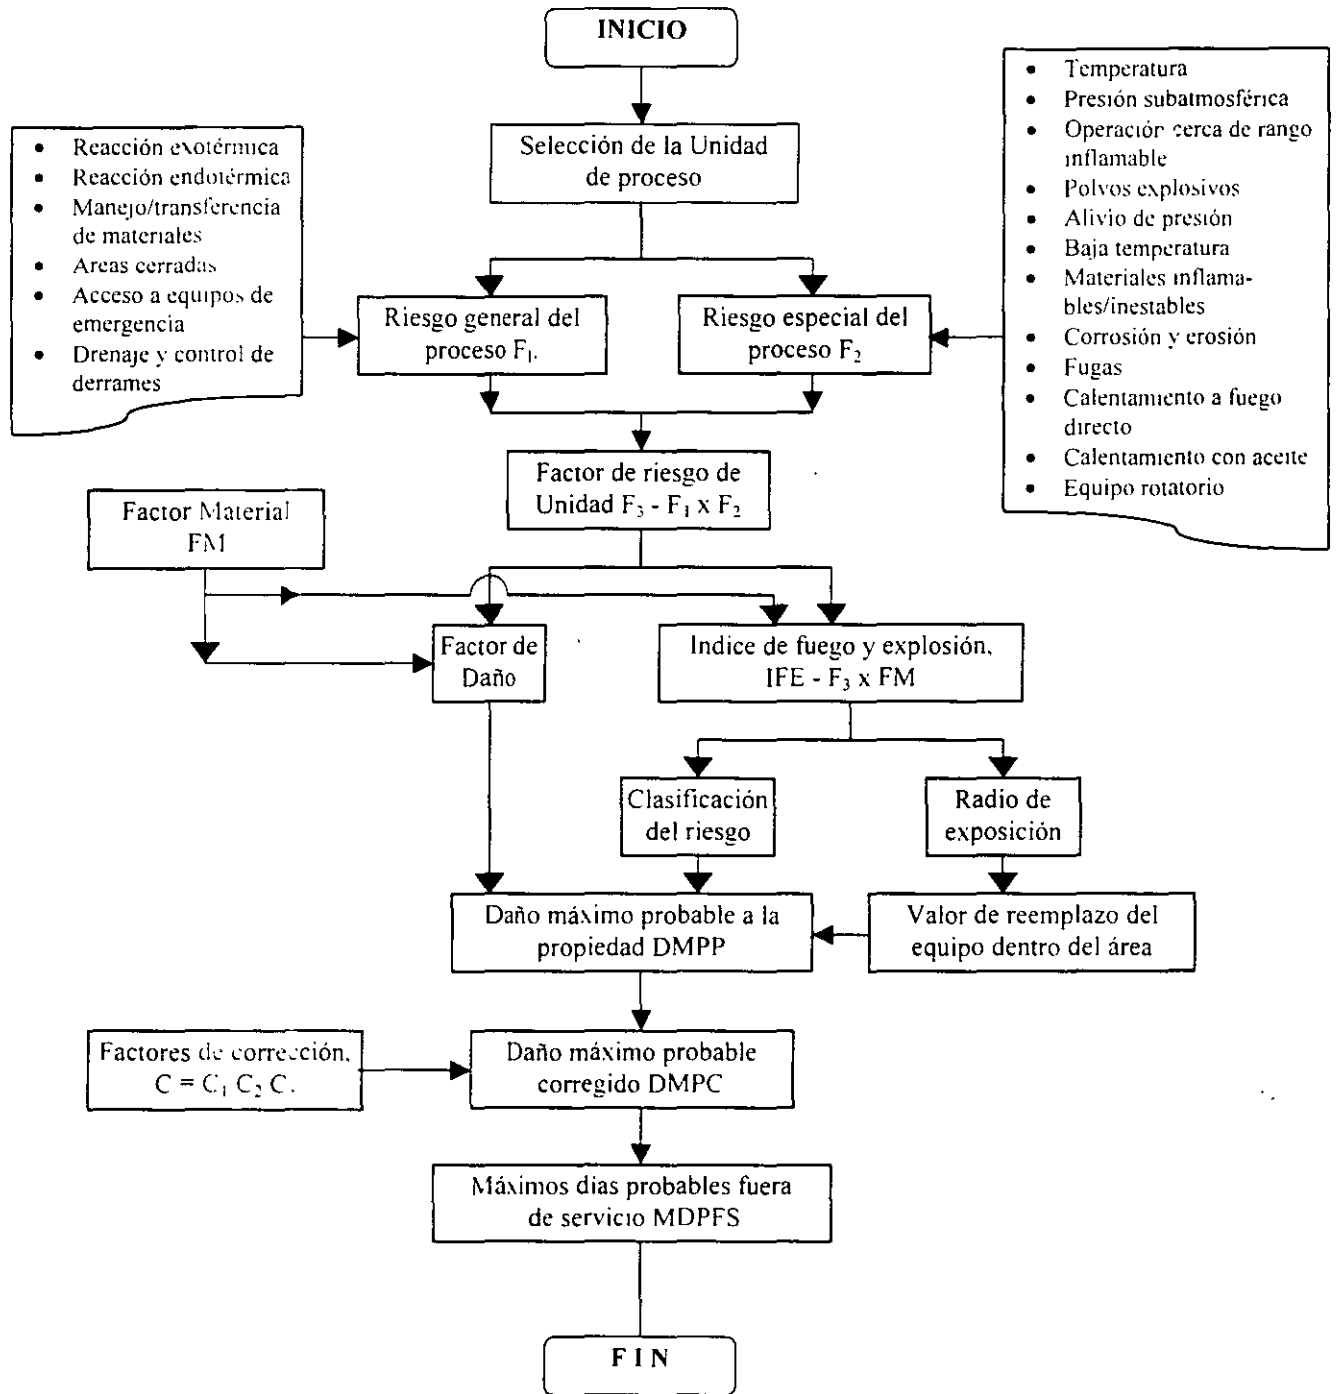 INICIO
Selección de la Unidad
de proceso
• Reacción exotérmica
• Reacción endotérmica
• Manejo/transferencia
de materiales
• Areas cerradas
• Acceso a equipos de
emergencia
• Drenaje y control de
derrames
• Temperatura
• Presión subatmosférica
• Operación cerca de rango
inflamable
• Polvos explosivos
• Alivio de presión
• Baja temperatura
• Materiales inflama-
bles/inestables
• Corrosión y erosión
• Fugas
• Calentamiento a fuego
directo
• Calentamiento con aceite
• Equipo rotatorio
Riesgo general del
proceso F₁.
Riesgo especial del
proceso F₂
Factor de riesgo de
Unidad F₃ - F₁ x F₂
Factor Material
FM
Factor de
Daño
Indice de fuego y explosión,
IFE - F₃ x FM
Clasificación
del riesgo
Radio de
exposición
Daño máximo probable a la
propiedad DMPP
Valor de reemplazo del
equipo dentro del área
Factores de corrección,
C = C₁ C₂ C.
Daño máximo probable
corregido DMPC
Máximos dias probables fuera
de servicio MDPFS
F I N